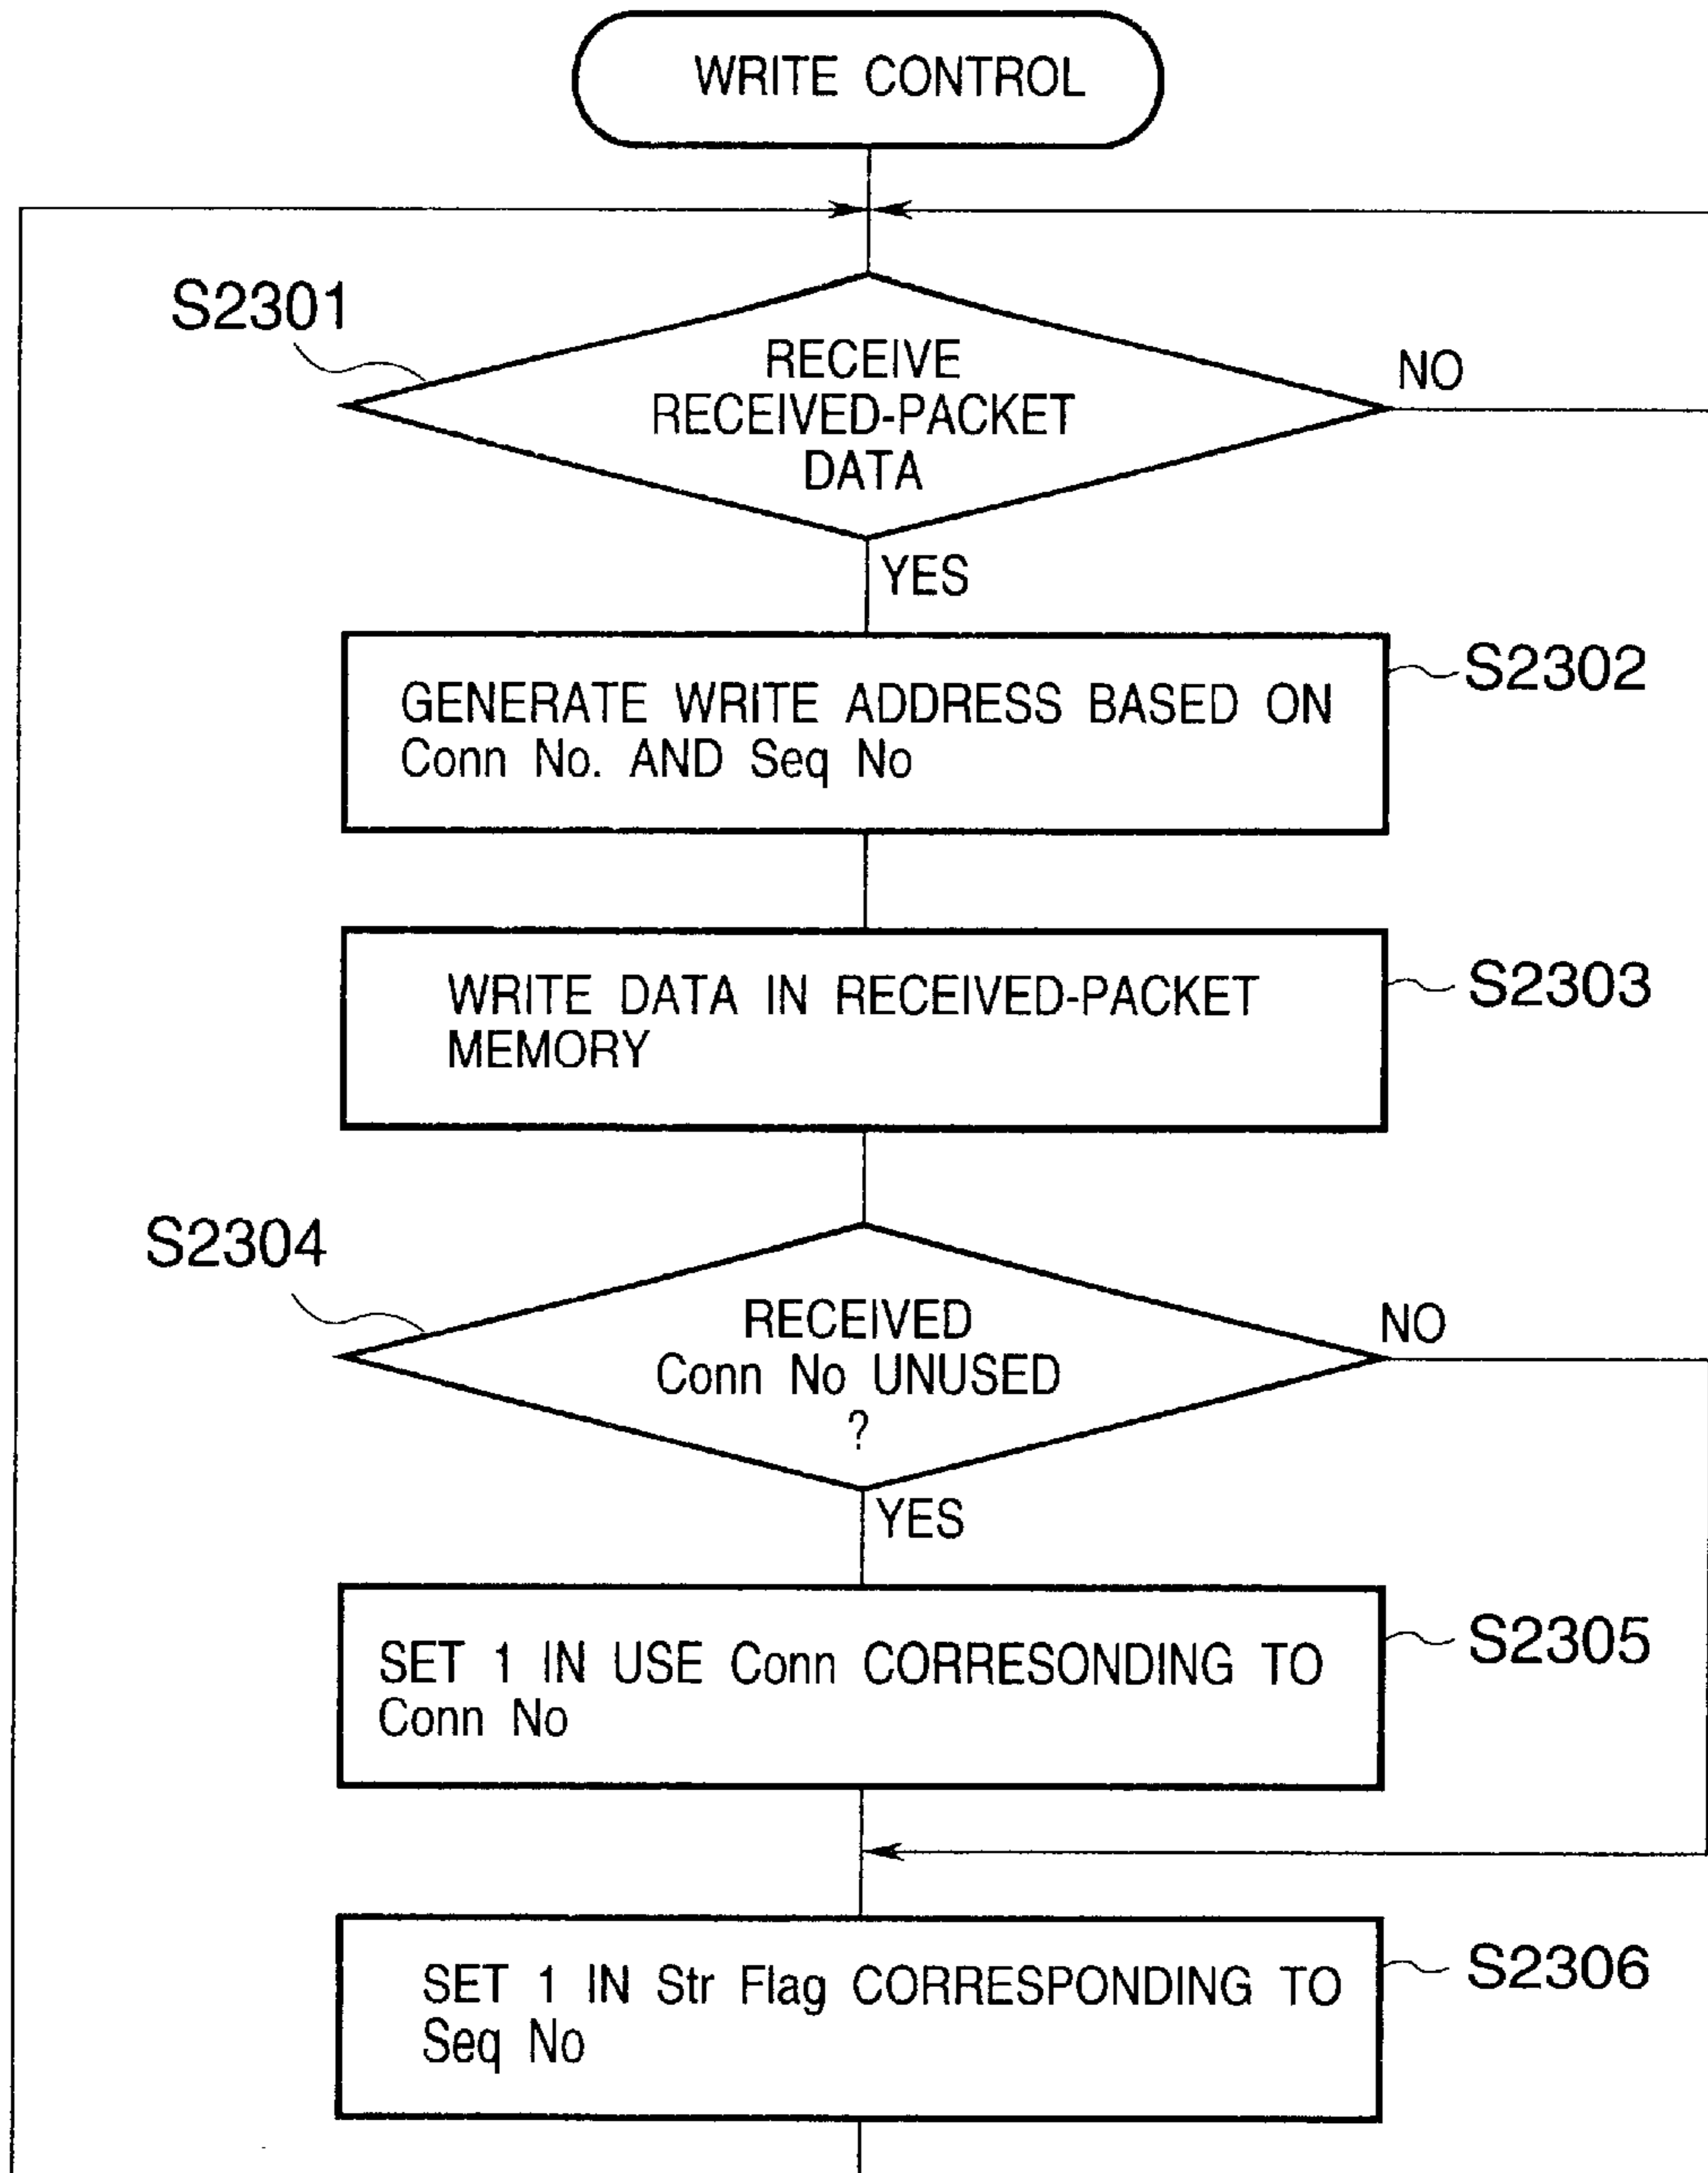 WRITE CONTROL
S2301
RECEIVE
RECEIVED-PACKET
DATA
NO
YES
S2302
GENERATE WRITE ADDRESS BASED ON
Conn No. AND Seq No
WRITE DATA IN RECEIVED-PACKET
MEMORY
S2303
S2304
RECEIVED
Conn No UNUSED
?
NO
YES
SET 1 IN USE Conn CORRESONDING TO
Conn No
S2305
SET 1 IN Str Flag CORRESPONDING TO
Seq No
S2306